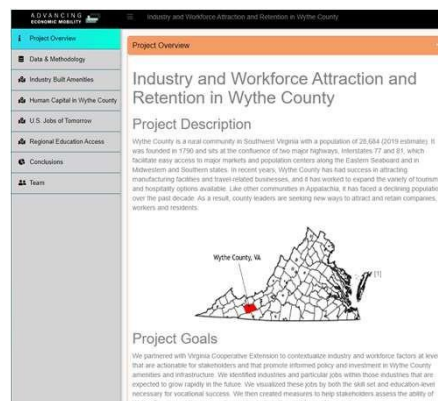 ADVANCING
ECONOMIC MOBILITY
Industry and Workforce Attraction and Retention in Wythe County
Project Overview
Data & Methodology
Industry Built Amenities
Human Capital in Wythe County
U.S. Jobs of Tomorrow
Regional Education Access
Conclusions
Team
Project Overview
Industry and Workforce Attraction and
Retention in Wythe County
Project Description
Wythe County is a rural community in Southwest Virginia with a population of 28,684 (2019 estimate). It
was founded in 1790 and sits at the confluence of two major highways, Interstates 77 and 81, which
facilitate easy access to major markets and population centers along the Eastern Seaboard and in
Midwestern and Southern states. In recent years, Wythe County has had success in attracting
manufacturing facilities and travel-related businesses, and it has worked to expand the variety of tourism
and hospitality options available. Like other communities in Appalachia, it has faced a declining populatio
over the past decade. As a result, county leaders are seeking new ways to attract and retain companies,
workers and residents.
Wythe County, VA
[1]
Project Goals
We partnered with Virginia Cooperative Extension to contextualize industry and workforce factors at level
that are actionable for stakeholders and that promote informed policy and investment in Wythe County
amenities and infrastructure. We identified industries and particular jobs within those industries that are
expected to grow rapidly in the future. We visualized these jobs by both the skill set and education-level
necessary for vocational success. We then created measures to help stakeholders assess the ability of